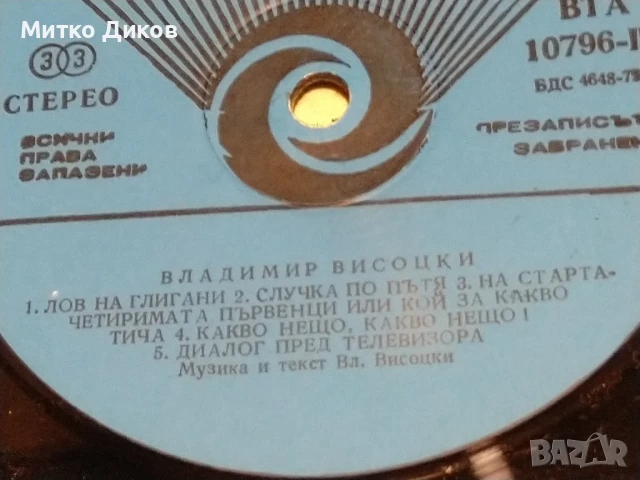 Митко Диков
33
СТЕРЕО
ВСИЧКИ
ПРАВА
ЗАПАЗЕНИ
ВТА
10796-I
БДС 4648-73
ПРЕЗАПИСЪТ
ЗАБРАНЕН
ВЛАДИМИР ВИСОЦКИ
1. ЛОВ НА ГЛИГАНИ 2. СЛУЧКА ПО ПЪТЯ 3. НА СТАРТА-
ЧЕТИРИМАТА ПЪРВЕНЦИ ИЛИ КОЙ ЗА КАКВО
ТИЧА 4. КАКВО НЕЩО, КАКВО НЕЩО!
5. ДИАЛОГ ПРЕД ТЕЛЕВИЗОРА
Музика и текст Вл. Висоцки
BAZAR